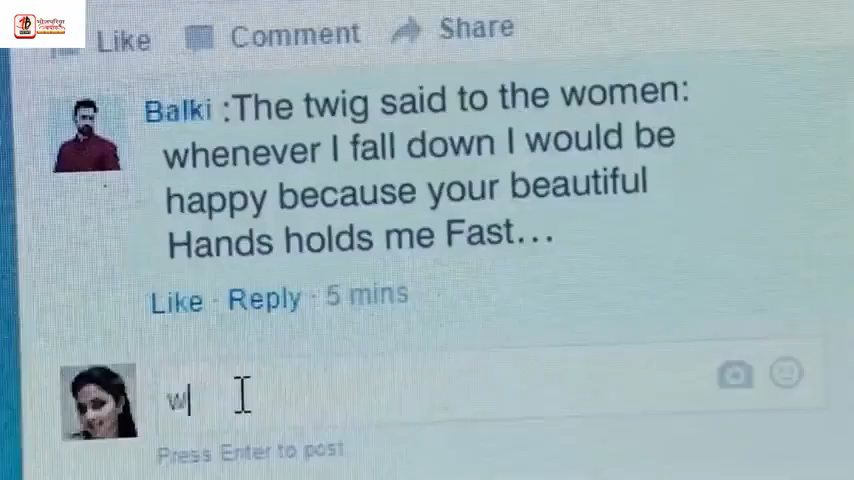 Like Comment Share
Balki :The twig said to the women:
whenever I fall down I would be
happy because your beautiful
Hands holds me Fast...
Like · Reply · 5 mins
w
Press Enter to post